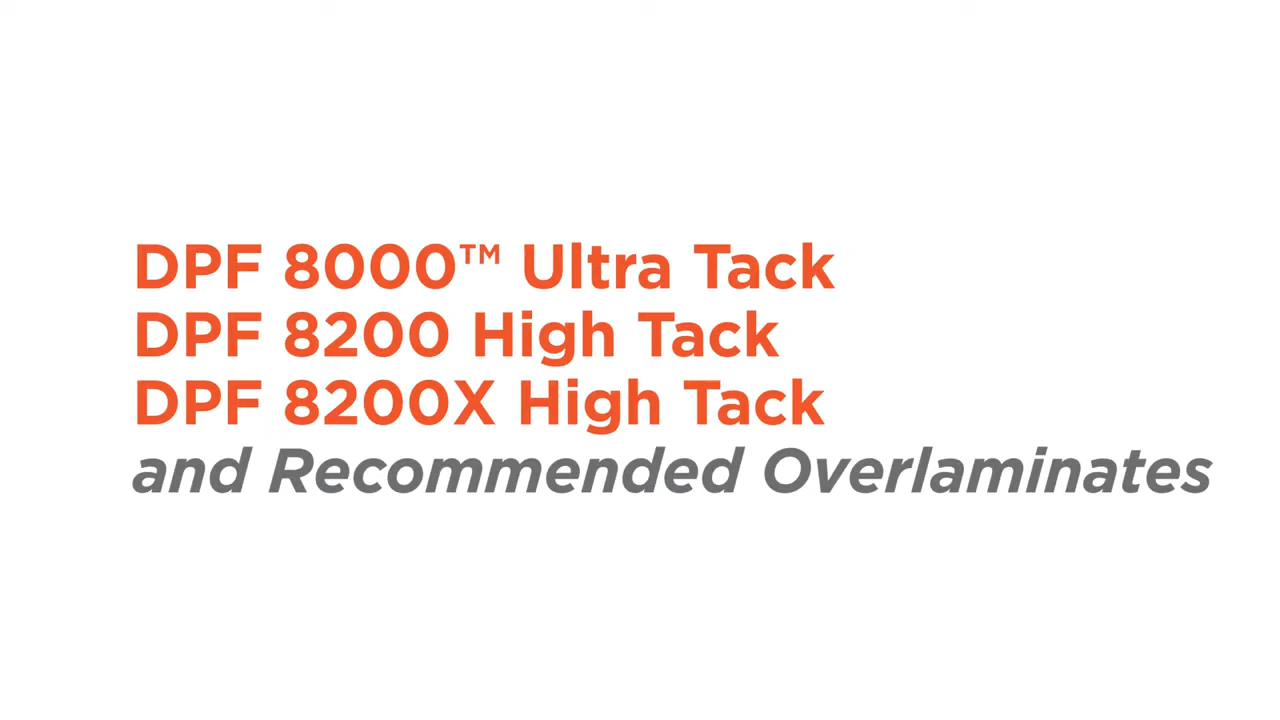 DPF 8000™ Ultra Tack
DPF 8200 High Tack
DPF 8200X High Tack
and Recommended Overlaminates